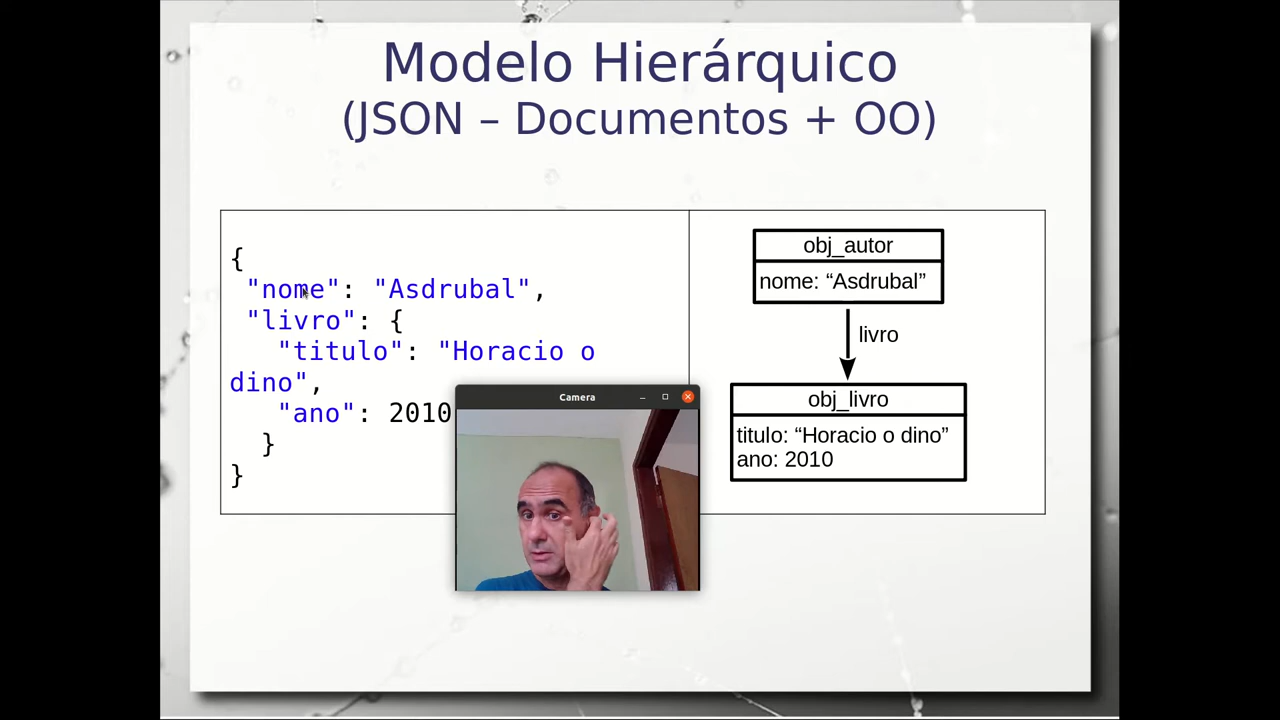 Modelo Hierárquico
(JSON – Documentos + OO)
{
"nome": "Asdrubal",
"livro": {
"titulo": "Horacio o
dino",
"ano": 2010
}
}
obj_autor
nome: “Asdrubal”
livro
obj_livro
titulo: “Horacio o dino”
ano: 2010
Camera